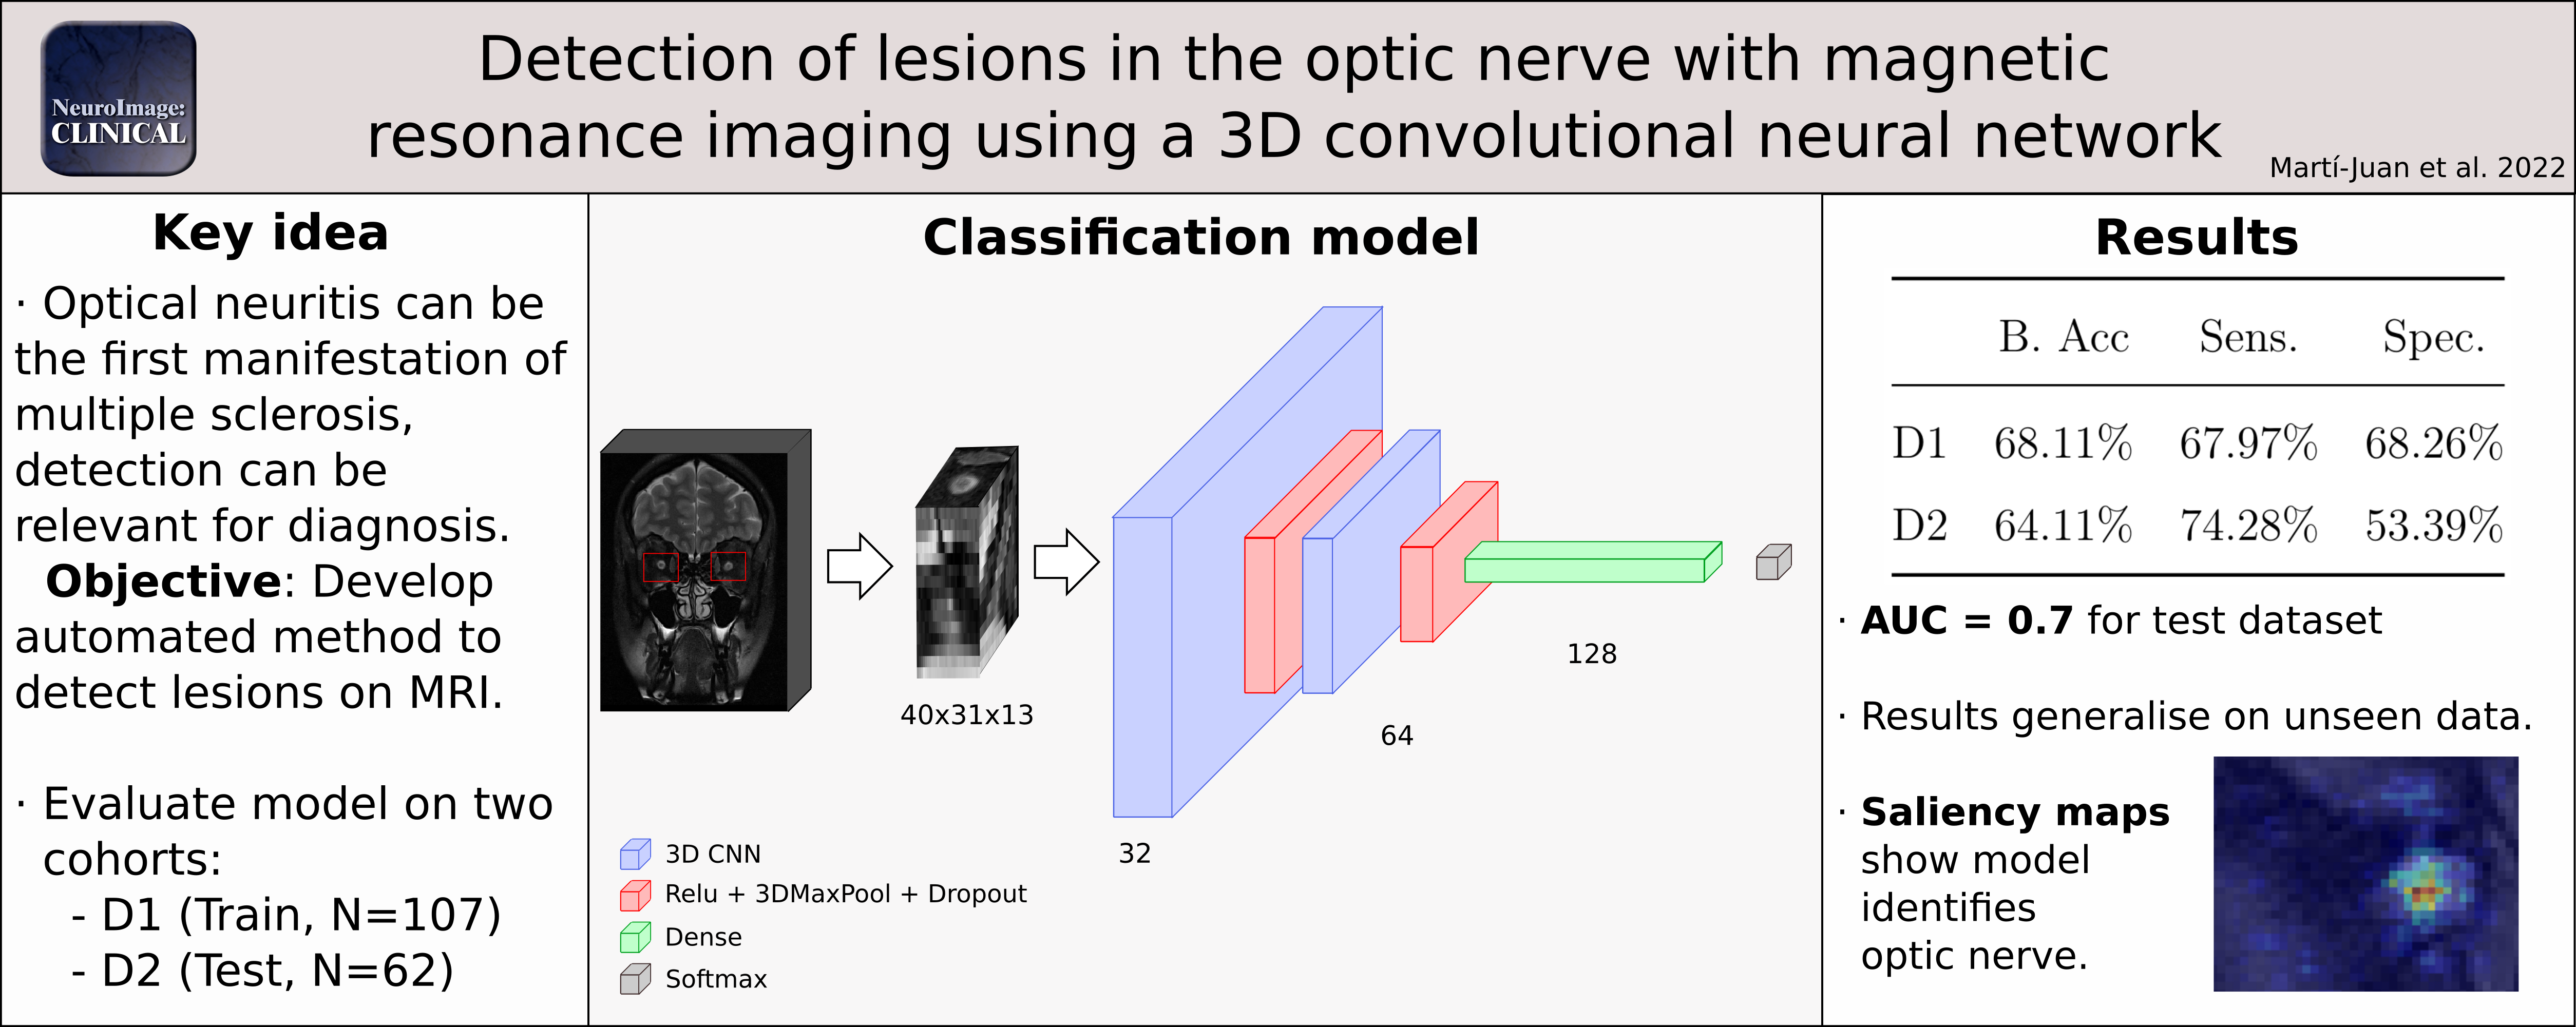 NeuroImage:
CLINICAL
Detection of lesions in the optic nerve with magnetic
resonance imaging using a 3D convolutional neural network
Martí-Juan et al. 2022
Key idea
· Optical neuritis can be
the first manifestation of
multiple sclerosis,
detection can be
relevant for diagnosis.
Objective: Develop
automated method to
detect lesions on MRI.
· Evaluate model on two
cohorts:
- D1 (Train, N=107)
- D2 (Test, N=62)
Classification model
40x31x13
32
64
128
3D CNN
Relu + 3DMaxPool + Dropout
Dense
Softmax
Results
B. Acc Sens. Spec.
D1 68.11% 67.97% 68.26%
D2 64.11% 74.28% 53.39%
· AUC = 0.7 for test dataset
· Results generalise on unseen data.
· Saliency maps
show model
identifies
optic nerve.